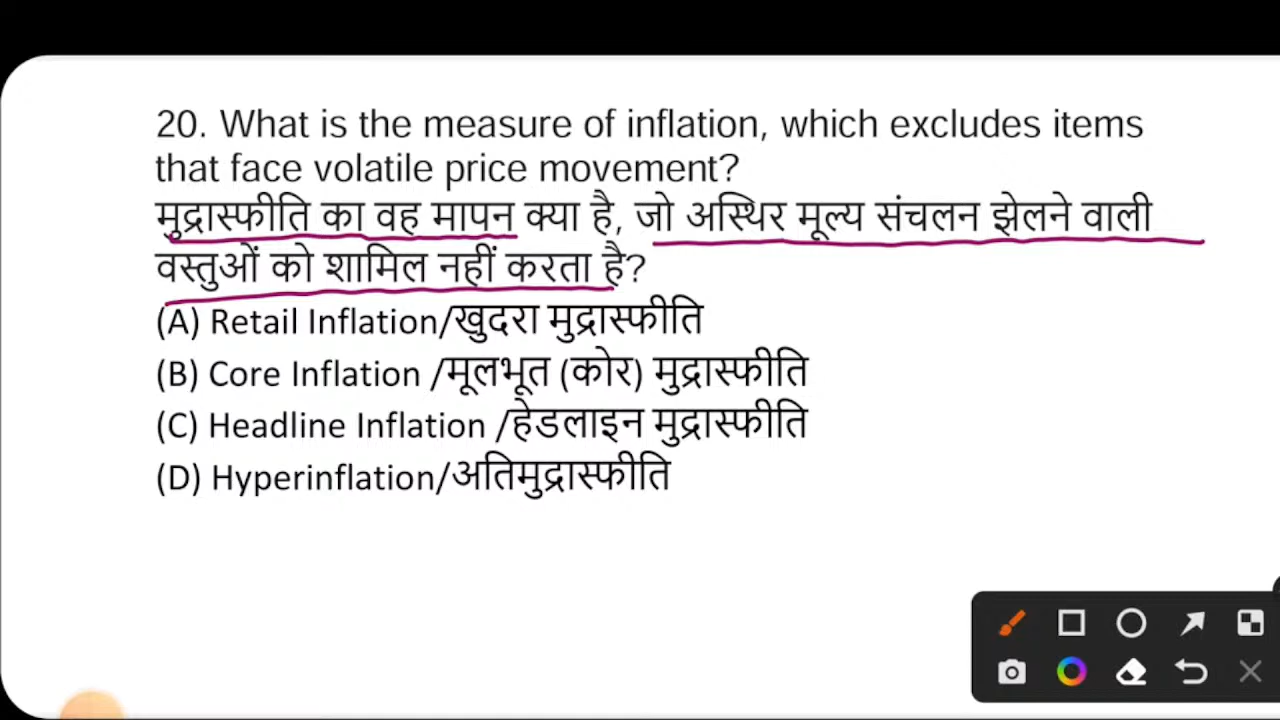 20. What is the measure of inflation, which excludes items
that face volatile price movement?
मुद्रास्फीति का वह मापन क्या है, जो अस्थिर मूल्य संचलन झेलने वाली
वस्तुओं को शामिल नहीं करता है?
(A) Retail Inflation/खुदरा मुद्रास्फीति
(B) Core Inflation /मूलभूत (कोर) मुद्रास्फीति
(C) Headline Inflation /हेडलाइन मुद्रास्फीति
(D) Hyperinflation/अतिमुद्रास्फीति